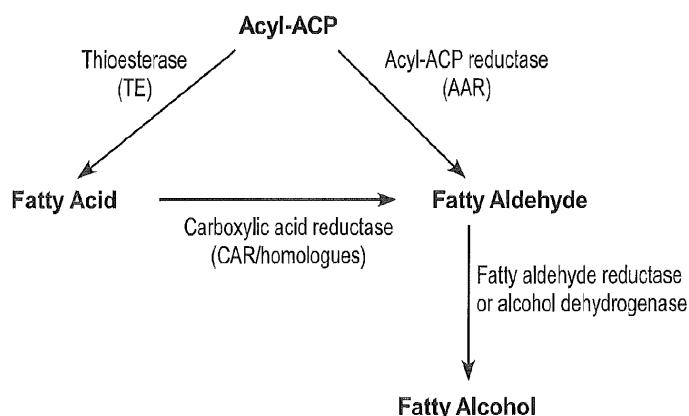 Acyl-ACP
Thioesterase
(TE)
Acyl-ACP reductase
(AAR)
Fatty Acid
Fatty Aldehyde
Carboxylic acid reductase
(CAR/homologues)
Fatty aldehyde reductase
or alcohol dehydrogenase
Fatty Alcohol